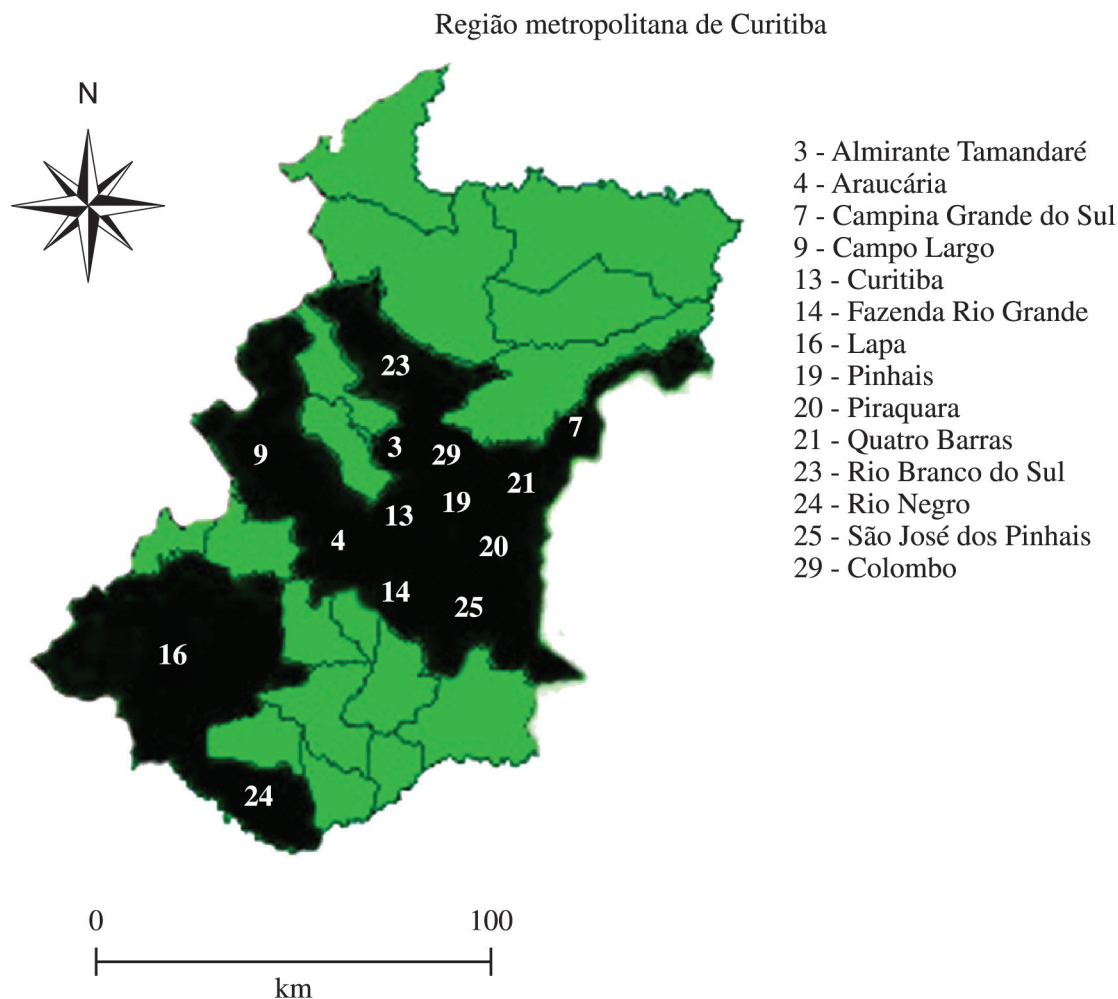 Região metropolitana de Curitiba
N
3 - Almirante Tamandaré
4 - Araucária
7 - Campina Grande do Sul
9 - Campo Largo
13 - Curitiba
14 - Fazenda Rio Grande
16 - Lapa
19 - Pinhais
20 - Piraquara
21 - Quatro Barras
23 - Rio Branco do Sul
24 - Rio Negro
25 - São José dos Pinhais
29 - Colombo
23
7
3
29
9
21
19
13
4
20
14
25
16
24
0 100
km